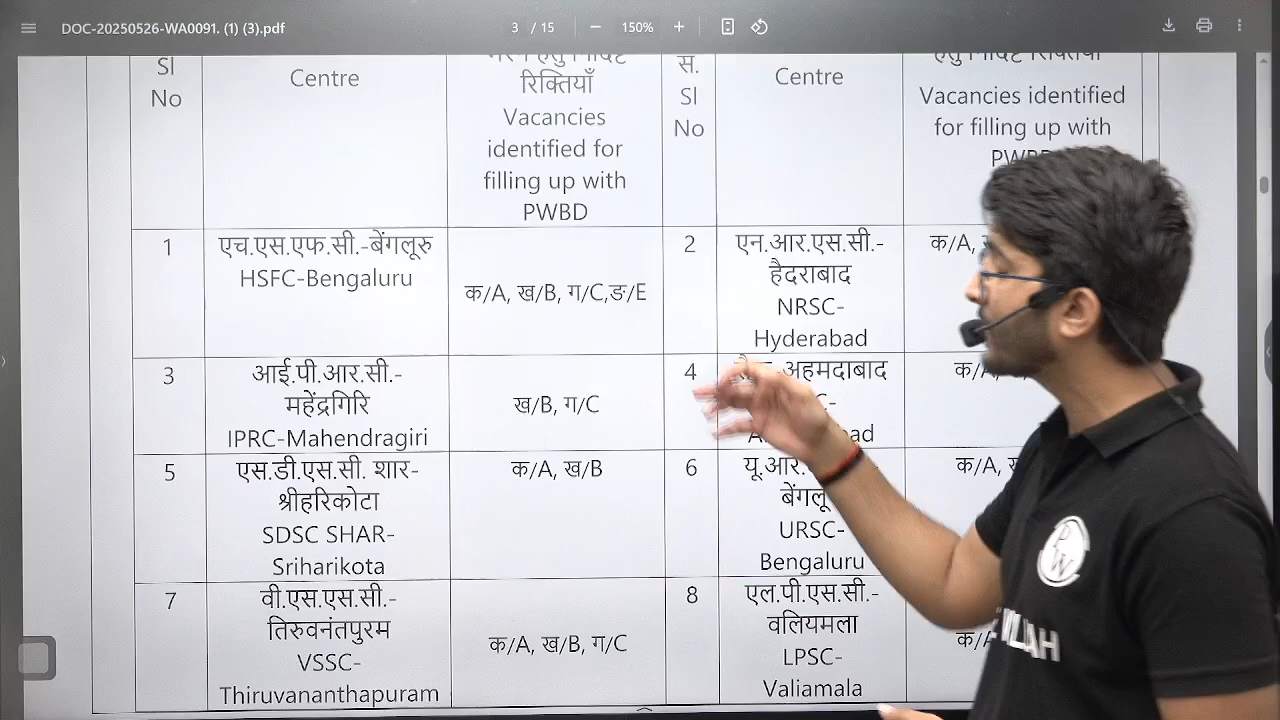 DOC-20250526-WA0091. (1) (3).pdf
3 / 15
150%
Sl
No
Centre
रिक्तियाँ
Vacancies
identified for
filling up with
PWBD
स.
Sl
No
Centre
Vacancies identified
for filling up with
1
एच.एस.एफ.सी.-बेंगलूरु
HSFC-Bengaluru
क/A, ख/B, ग/C,ङ/E
2
एन.आर.एस.सी.-
हैदराबाद
NRSC-
Hyderabad
क/A,
3
आई.पी.आर.सी.-
महेंद्रगिरि
IPRC-Mahendragiri
ख/B, ग/C
4
अहमदाबाद
5
एस.डी.एस.सी. शार-
श्रीहरिकोटा
SDSC SHAR-
Sriharikota
क/A, ख/B
6
URSC-
Bengaluru
क/A,
7
वी.एस.एस.सी.-
तिरुवनंतपुरम
VSSC-
Thiruvananthapuram
क/A, ख/B, ग/C
8
एल.पी.एस.सी.-
वलियमला
LPSC-
Valiamala
PW